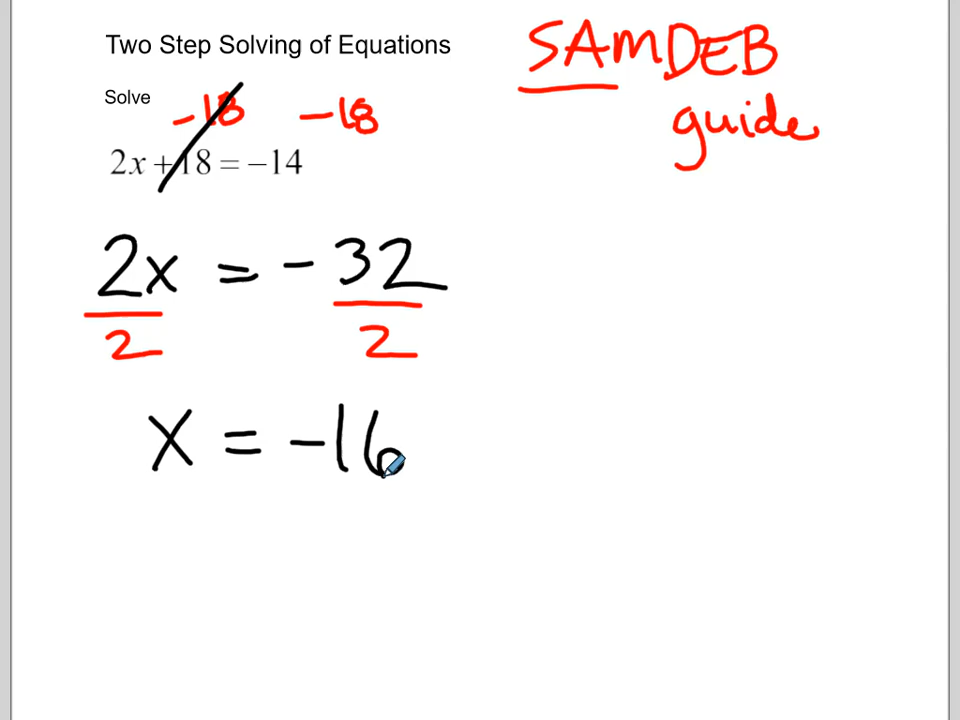 Two Step Solving of Equations
SAMDEB
guide
Solve
-18 -18
2x + 18 = −14
2x = - 32
2 2
x = -16